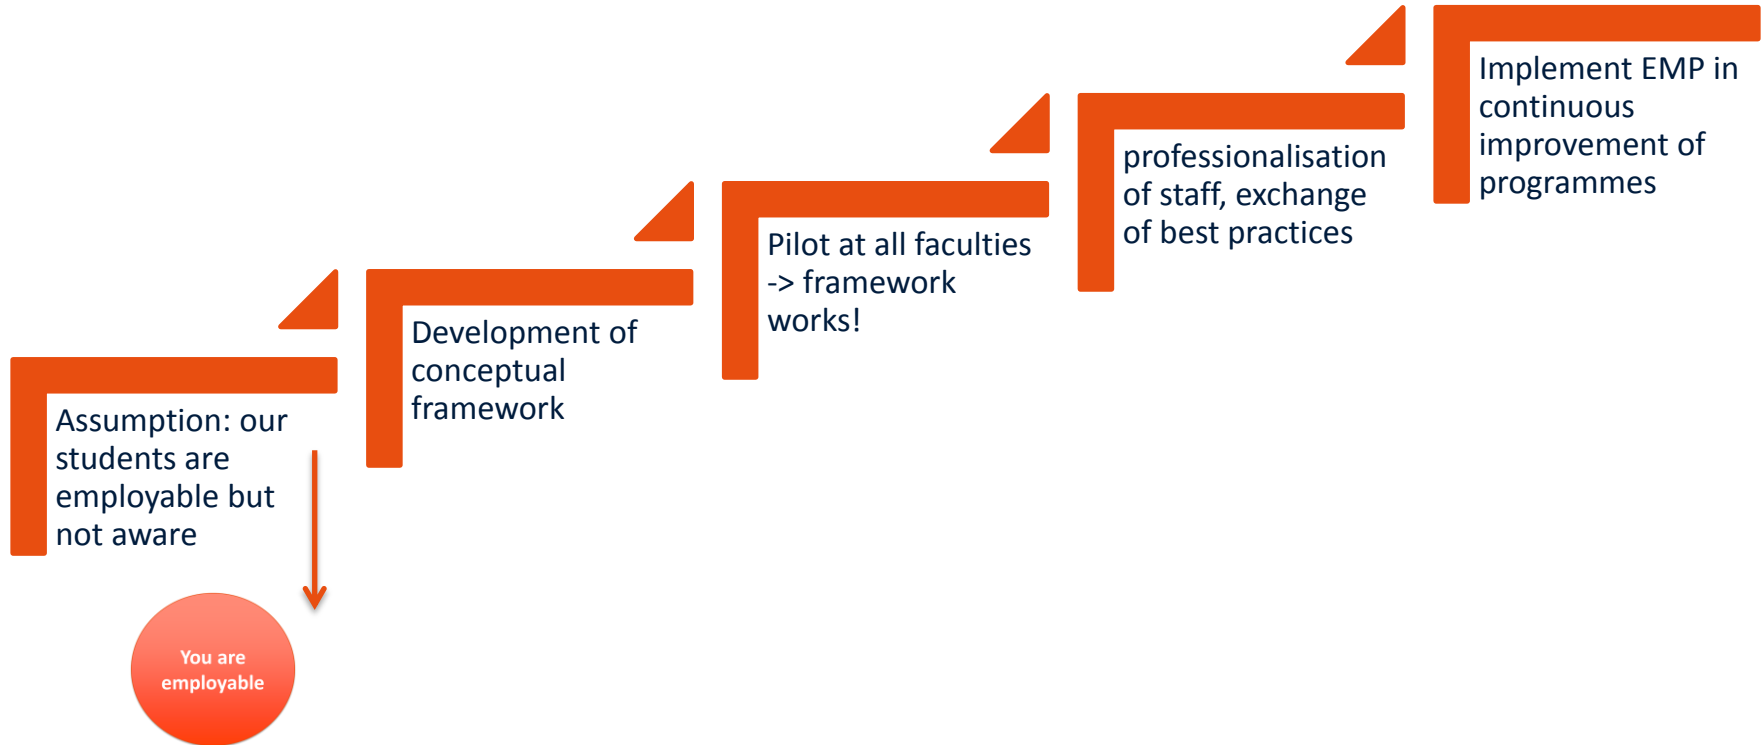 Assumption: our
students are
employable but
not aware
You are
employable
Development of
conceptual
framework
Pilot at all faculties
-> framework
works!
professionalisation
of staff, exchange
of best practices
Implement EMP in
continuous
improvement of
programmes